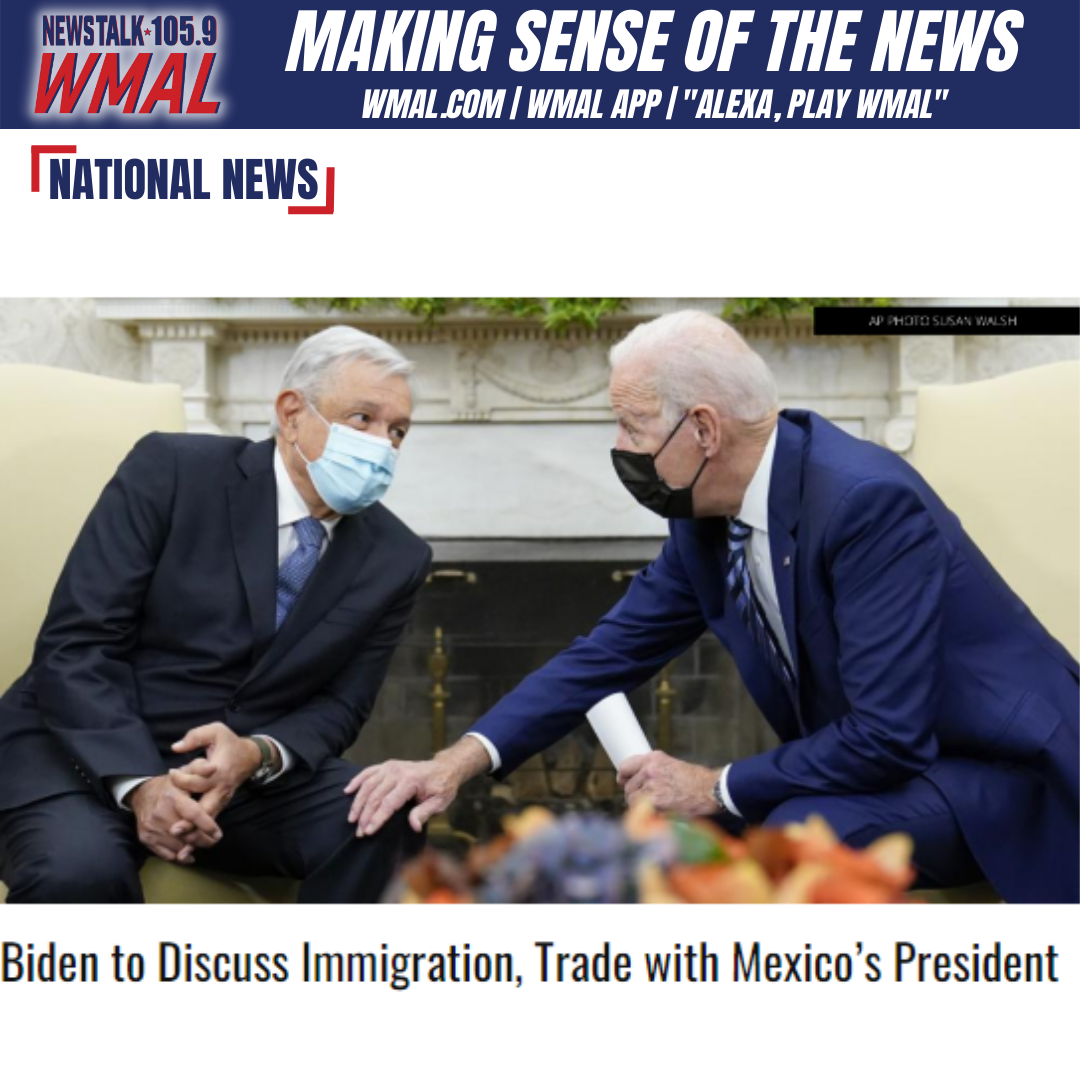 NEWSTALK★105.9
WMAL
MAKING SENSE OF THE NEWS
WMAL.COM | WMAL APP | "ALEXA, PLAY WMAL"
NATIONAL NEWS
AP PHOTO SUSAN WALSH
Biden to Discuss Immigration, Trade with Mexico’s President